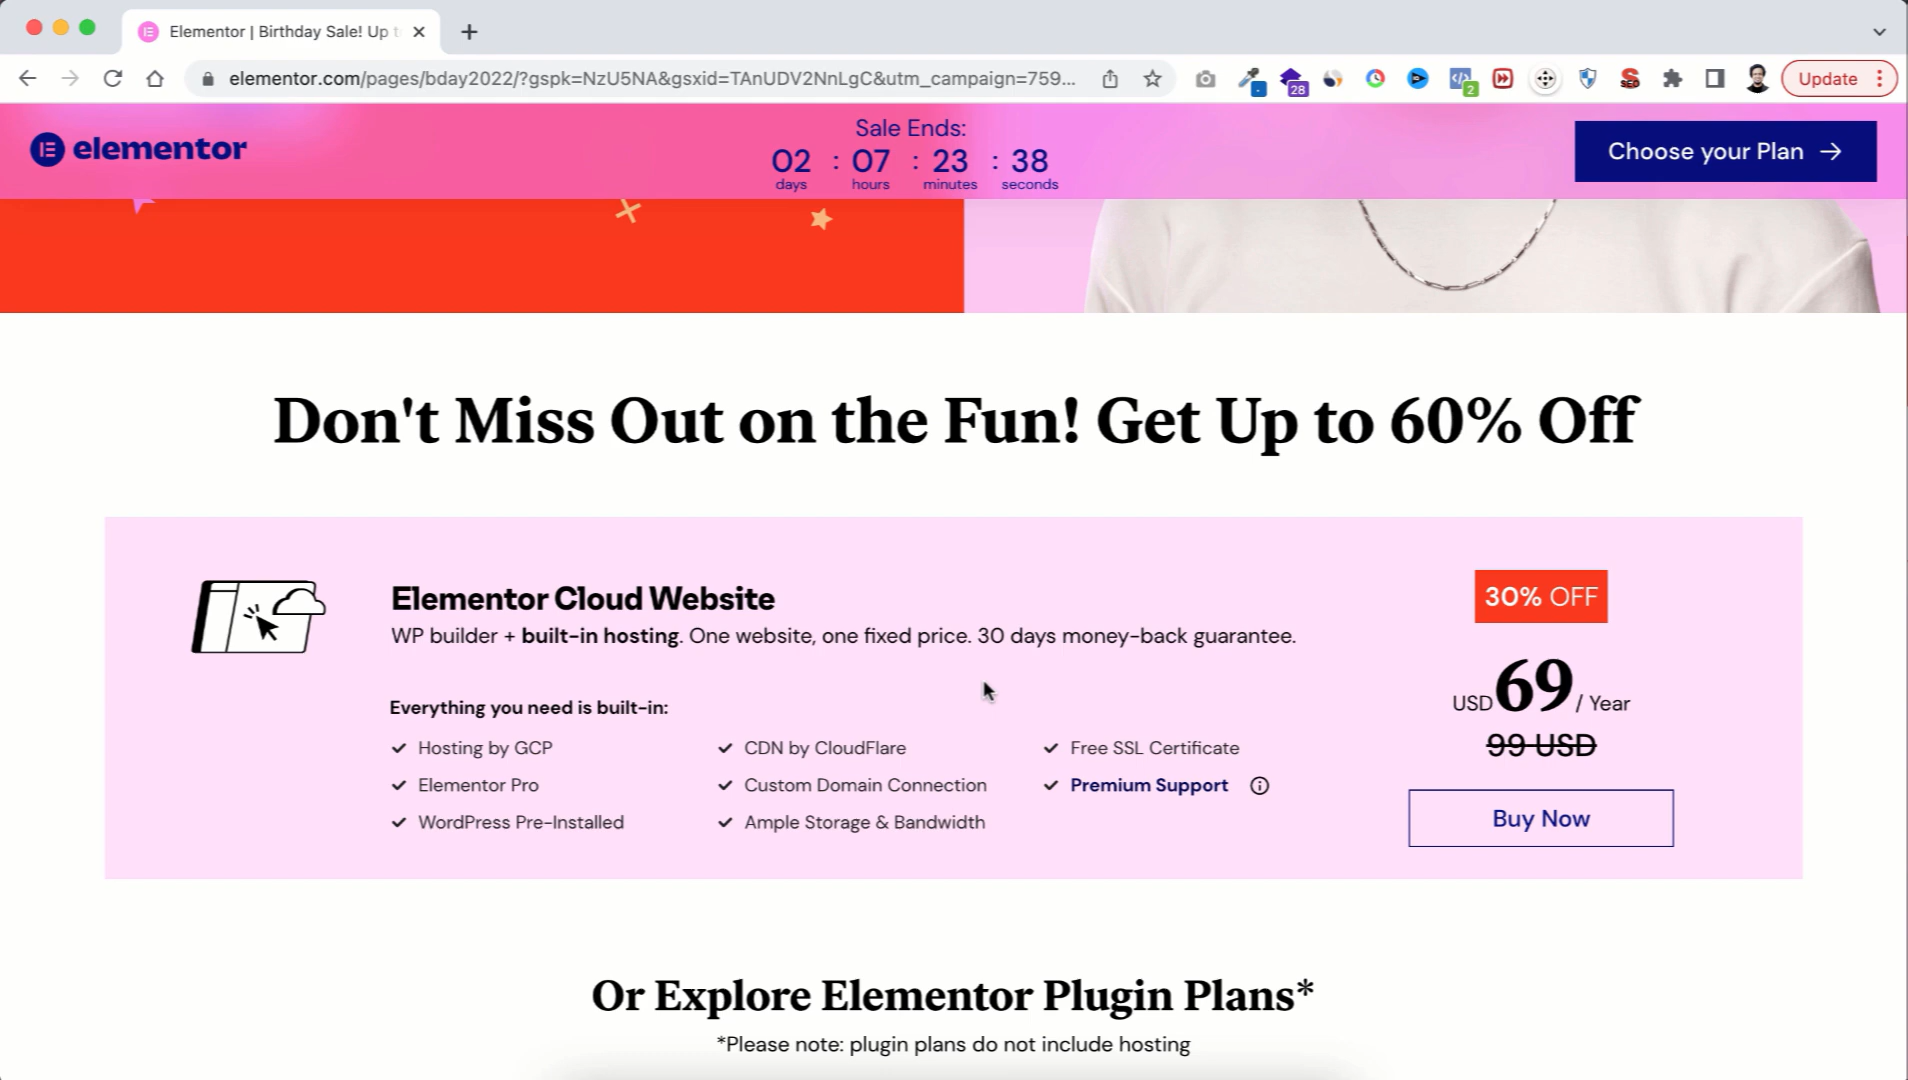 Elementor | Birthday Sale! Up t
elementor.com/pages/bday2022/?gspk=NzU5NA&gsxid=TAnUDV2NnLgC&utm_campaign=759...
28
2
SEO
Update
elementor
Sale Ends:
02 : 07 : 23 : 38
days hours minutes seconds
Choose your Plan →
Don't Miss Out on the Fun! Get Up to 60% Off
Elementor Cloud Website
WP builder + built-in hosting. One website, one fixed price. 30 days money-back guarantee.
Everything you need is built-in:
Hosting by GCP
CDN by CloudFlare
Free SSL Certificate
Elementor Pro
Custom Domain Connection
Premium Support
WordPress Pre-Installed
Ample Storage & Bandwidth
30% OFF
USD69/ Year
99 USD
Buy Now
Or Explore Elementor Plugin Plans*
*Please note: plugin plans do not include hosting